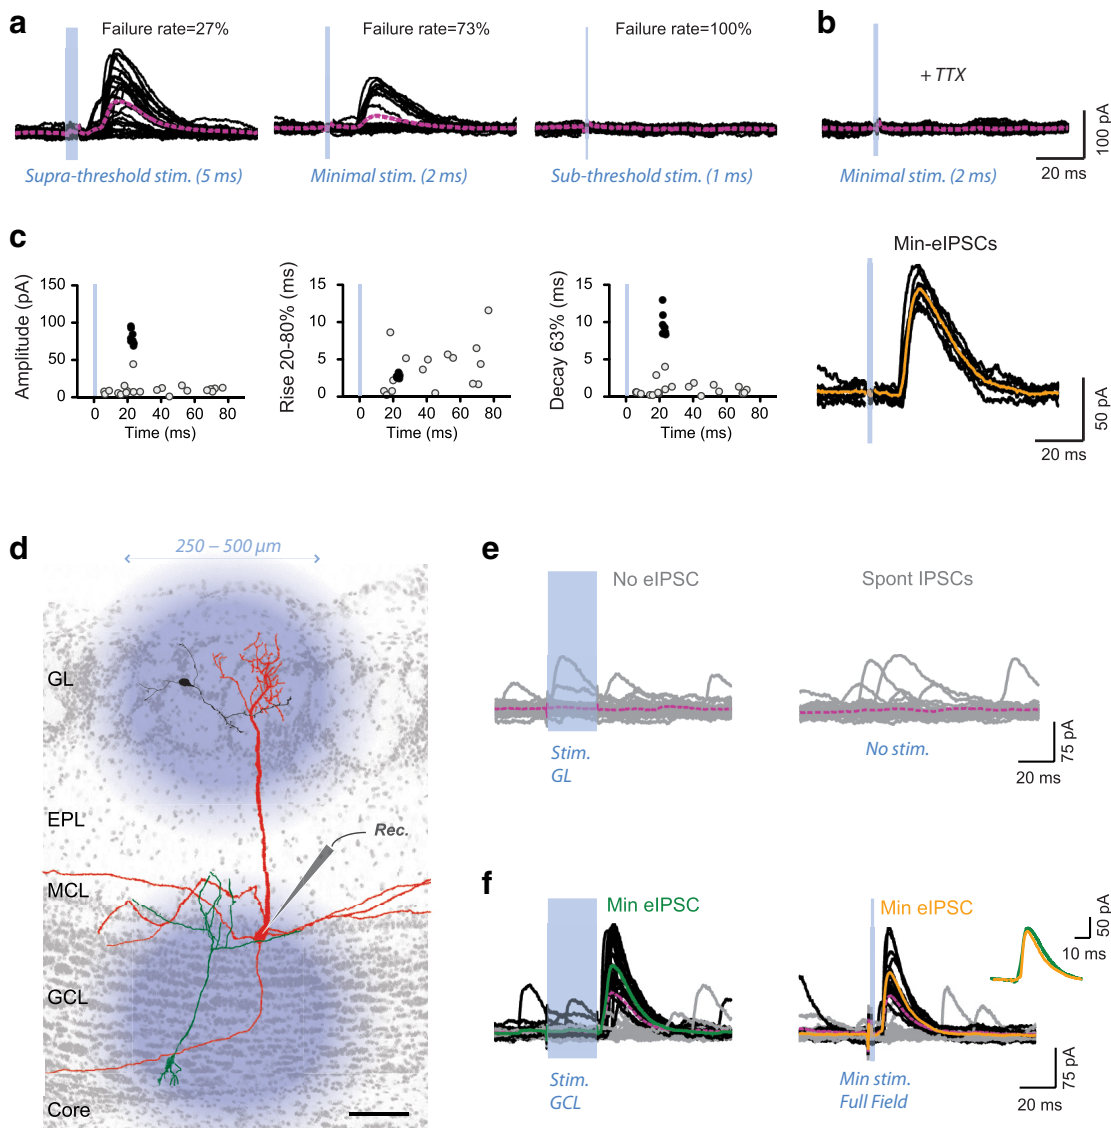 a
Failure rate=27%
Failure rate=73%
Failure rate=100%
Supra-threshold stim. (5 ms)
Minimal stim. (2 ms)
Sub-threshold stim. (1 ms)
b
+ TTX
Minimal stim. (2 ms)
100 pA
20 ms
c
Amplitude (pA)
150
100
50
0
0 20 40 60 80
Time (ms)
Rise 20-80% (ms)
15
10
5
0
0 20 40 60 80
Time (ms)
Decay 63% (ms)
15
10
5
0
0 20 40 60 80
Time (ms)
Min-eIPSCs
50 pA
20 ms
d
250 – 500 µm
GL
EPL
Rec.
MCL
GCL
Core
e
No eIPSC
Spont IPSCs
Stim.
GL
No stim.
75 pA
20 ms
f
Min eIPSC
Min eIPSC
50 pA
10 ms
Stim.
GCL
Min stim.
Full Field
75 pA
20 ms